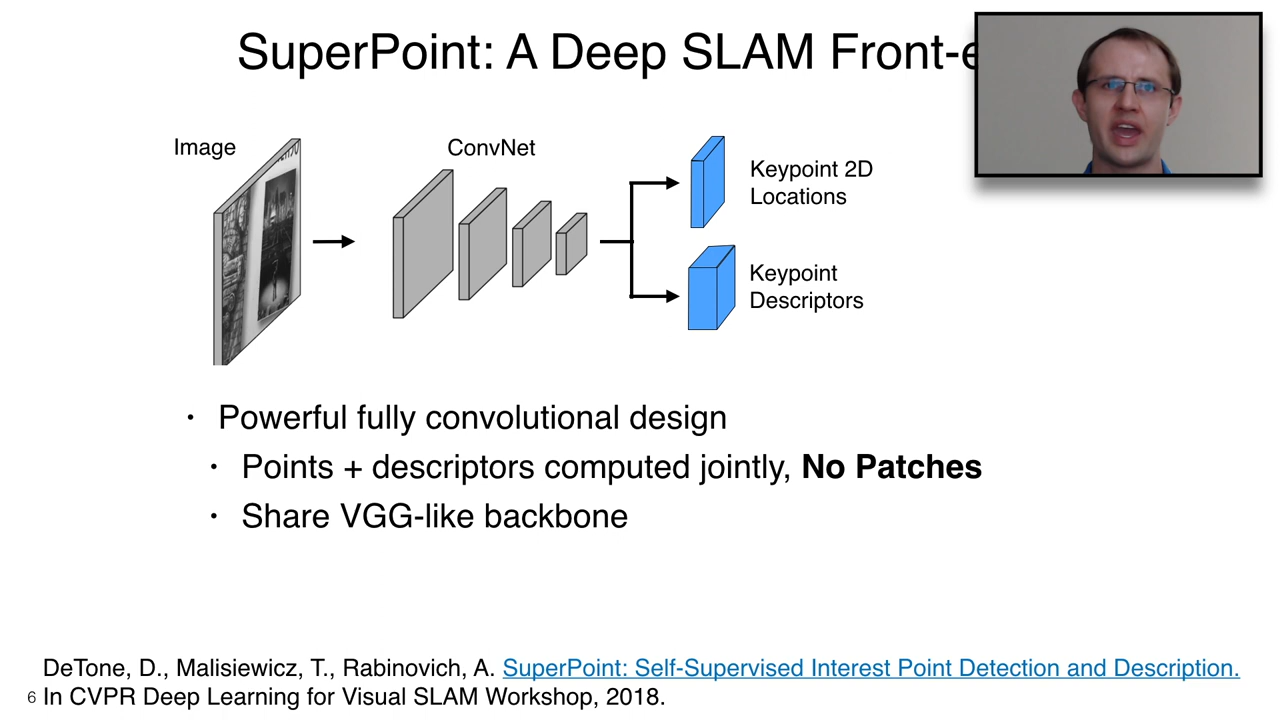 SuperPoint: A Deep SLAM Front-
Image
ConvNet
Keypoint 2D
Locations
Keypoint
Descriptors
• Powerful fully convolutional design
• Points + descriptors computed jointly, No Patches
• Share VGG-like backbone
DeTone, D., Malisiewicz, T., Rabinovich, A. SuperPoint: Self-Supervised Interest Point Detection and Description.
6 In CVPR Deep Learning for Visual SLAM Workshop, 2018.